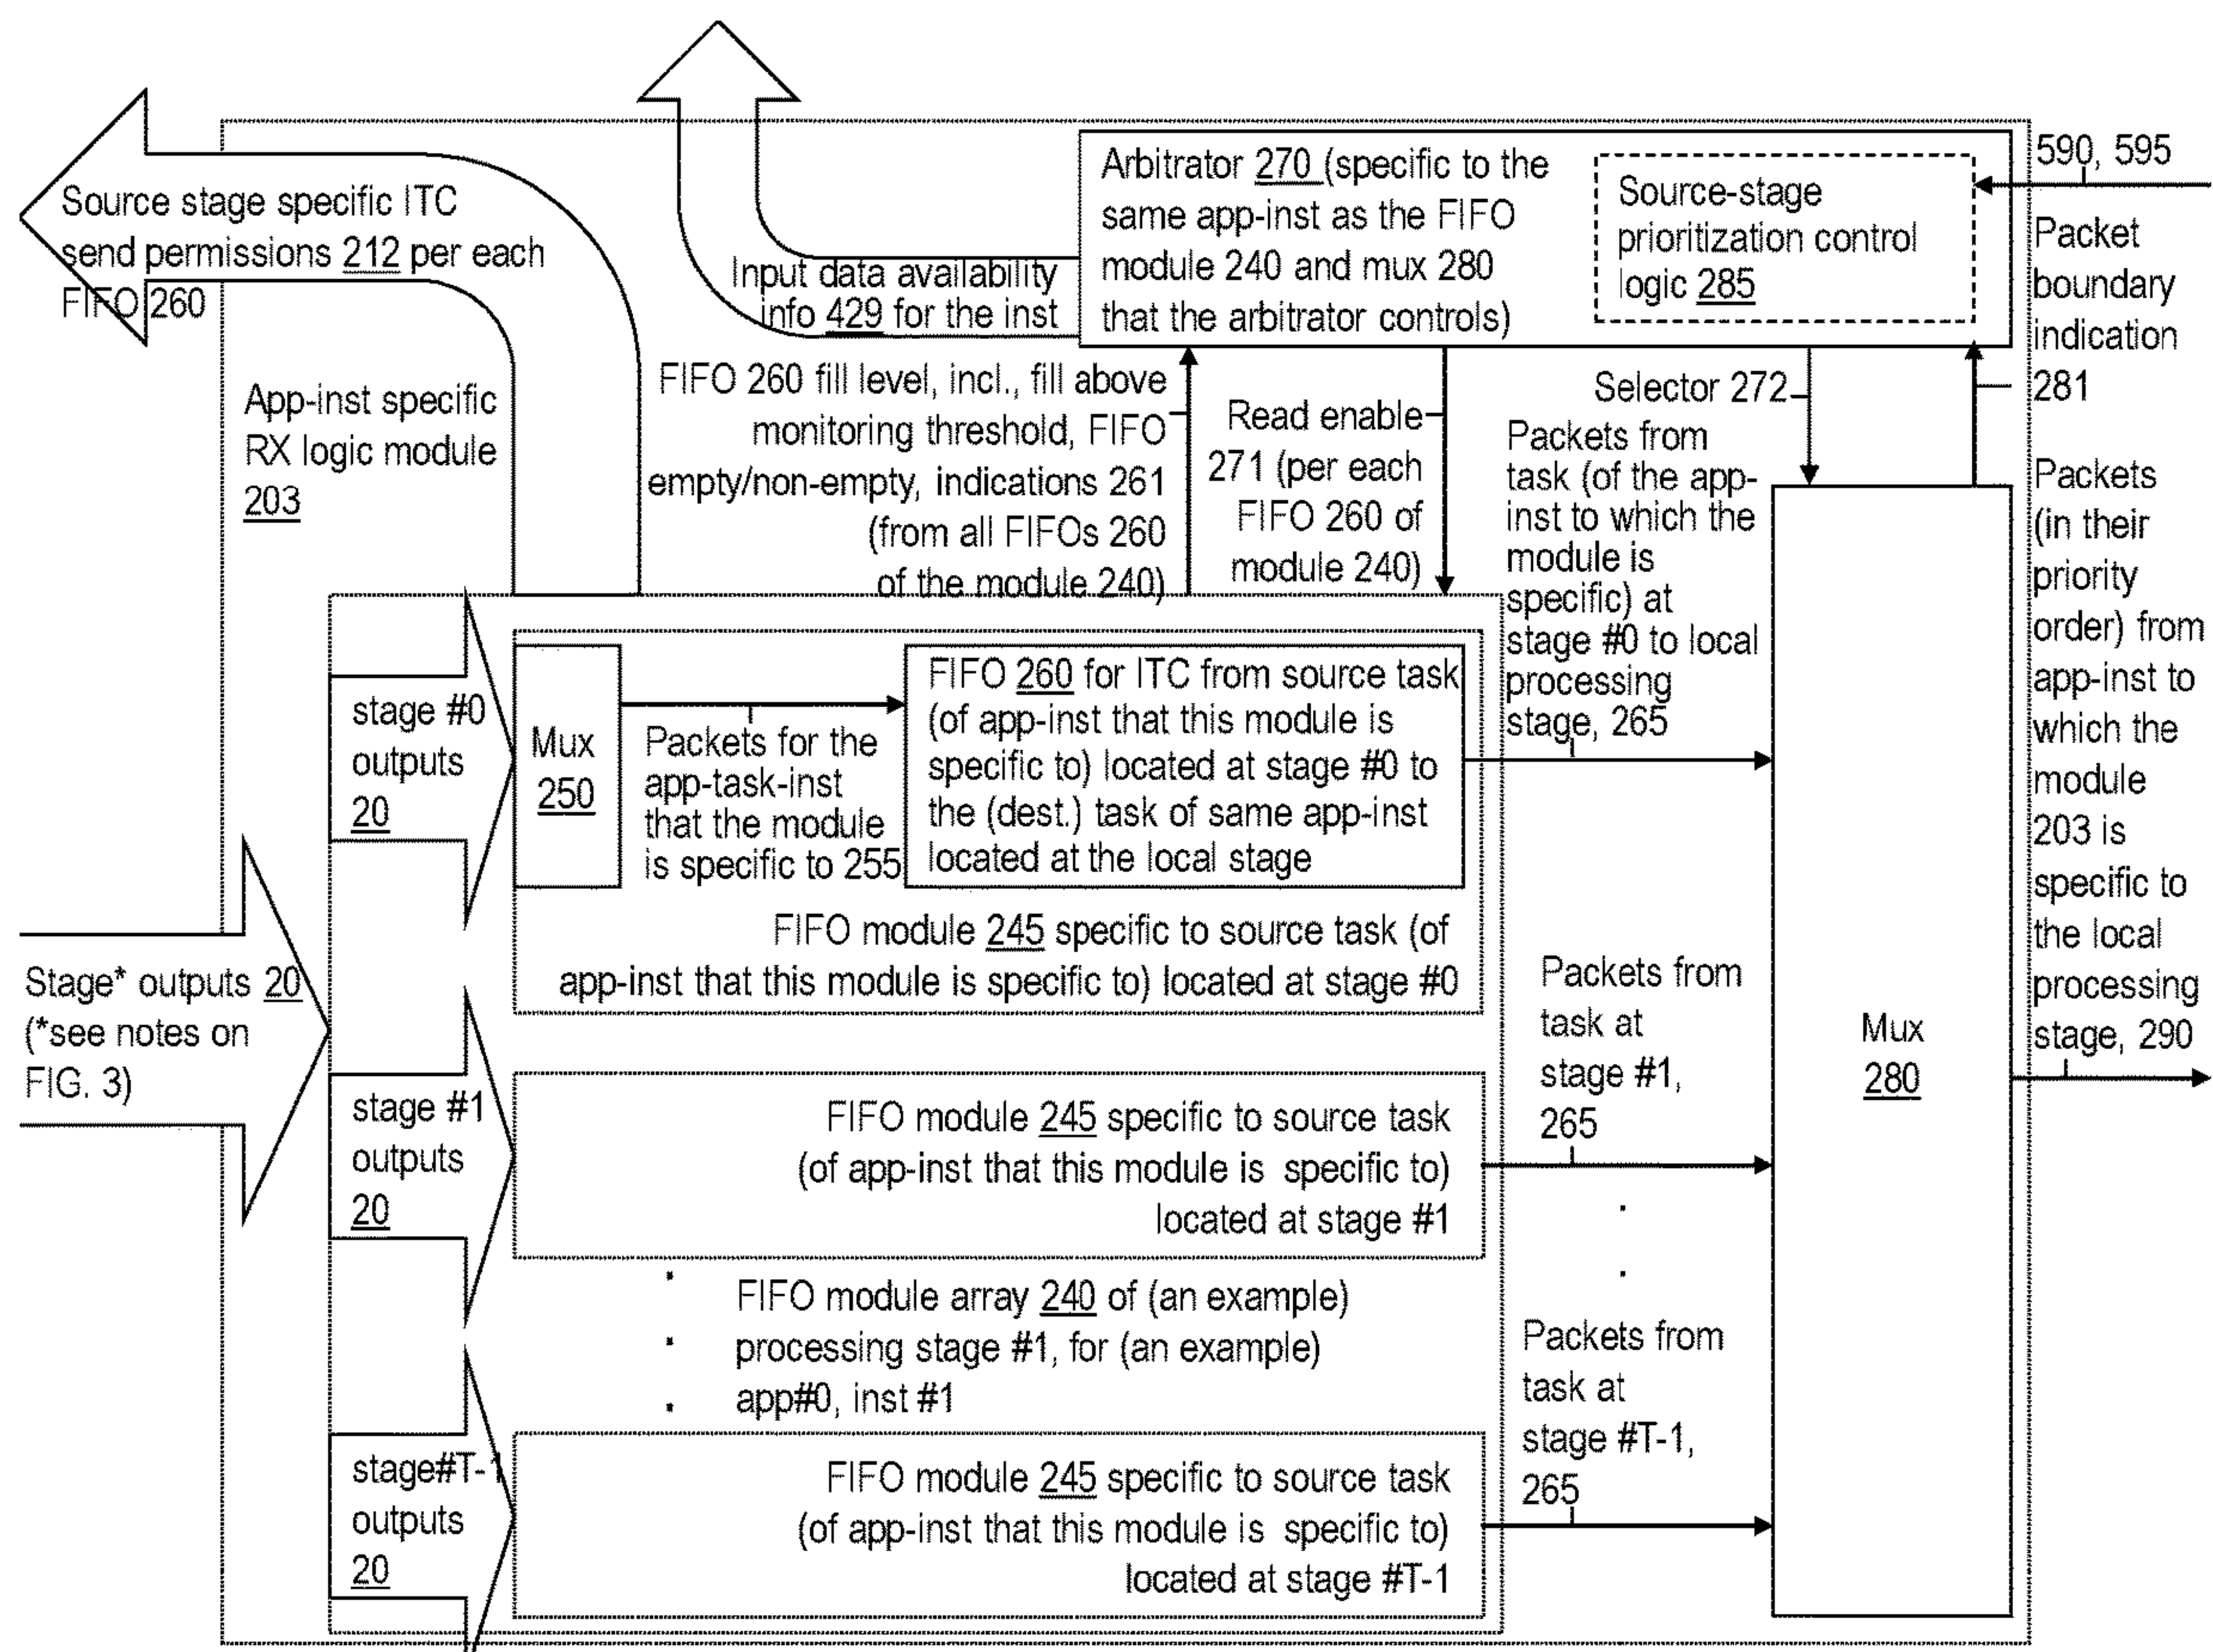 Source stage specific ITC
send permissions 212 per each
FIFO 260
App-inst specific
RX logic module
203
Input data availability
info 429 for the inst
Arbitrator 270 (specific to the
same app-inst as the FIFO
module 240 and mux 280
that the arbitrator controls)
Source-stage
prioritization control
logic 285
590, 595
Packet
boundary
indication
281
FIFO 260 fill level, incl., fill above
monitoring threshold, FIFO
empty/non-empty, indications 261
(from all FIFOs 260
of the module 240)
Read enable
271 (per each
FIFO 260 of
module 240)
Selector 272
Packets from
task (of the app-
inst to which the
module is
specific) at
stage #0 to local
processing
stage, 265
Packets
(in their
priority
order) from
app-inst to
which the
module
203 is
specific to
the local
processing
stage, 290
stage #0
outputs
20
Mux
250
Packets for the
app-task-inst
that the module
is specific to 255
FIFO 260 for ITC from source task
(of app-inst that this module is
specific to) located at stage #0 to
the (dest.) task of same app-inst
located at the local stage
FIFO module 245 specific to source task (of
app-inst that this module is specific to) located at stage #0
Stage* outputs 20
(*see notes on
FIG. 3)
stage #1
outputs
20
FIFO module 245 specific to source task
(of app-inst that this module is specific to)
located at stage #1
Packets from
task at
stage #1,
265
Mux
280
FIFO module array 240 of (an example)
processing stage #1, for (an example)
app#0, inst #1
Packets from
task at
stage #T-1,
265
stage#T-1
outputs
20
FIFO module 245 specific to source task
(of app-inst that this module is specific to)
located at stage #T-1